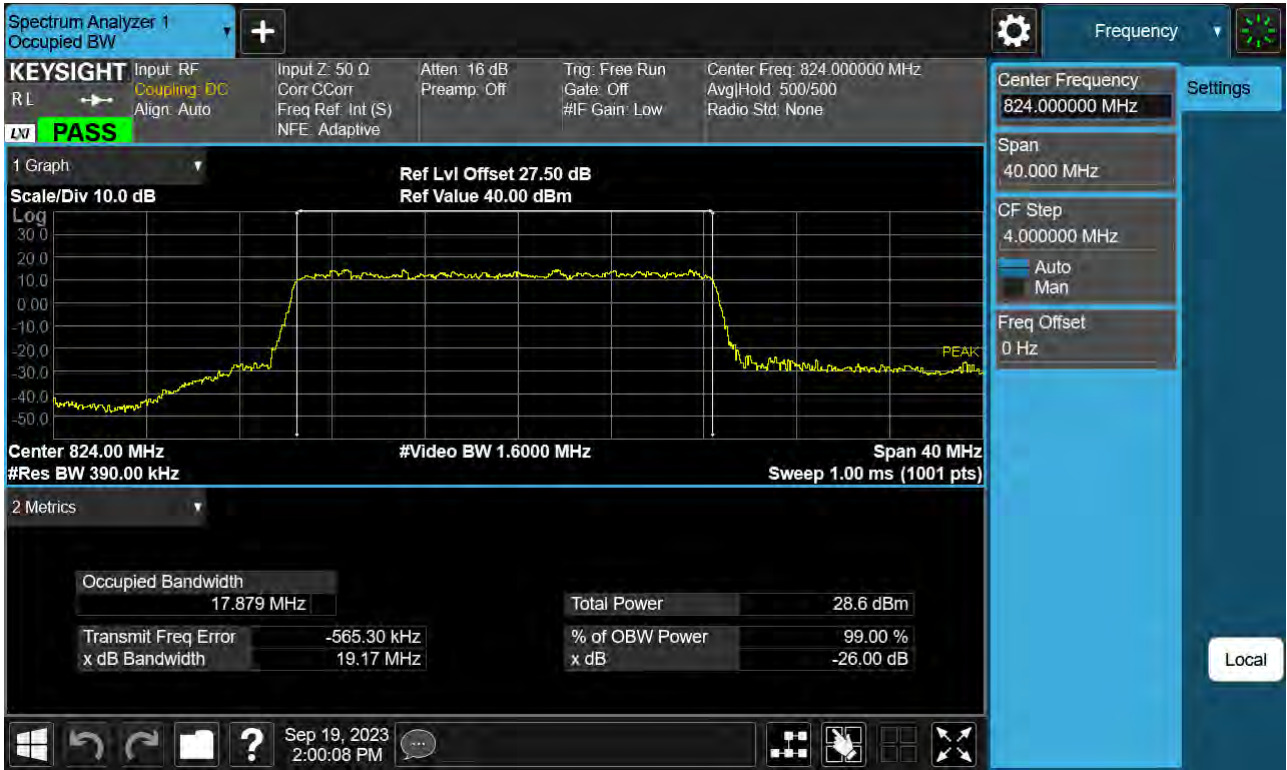 Spectrum Analyzer 1
Occupied BW
Frequency
KEYSIGHT
RL
LXI
PASS
Input: RF
Coupling: DC
Align: Auto
Input Z: 50 Ω
Corr CCorr
Freq Ref: Int (S)
NFE: Adaptive
Atten: 16 dB
Preamp: Off
Trig: Free Run
Gate: Off
#IF Gain: Low
Center Freq: 824.000000 MHz
Avg|Hold: 500/500
Radio Std: None
1 Graph
Scale/Div 10.0 dB
Ref Lvl Offset 27.50 dB
Ref Value 40.00 dBm
Log
30.0
20.0
10.0
0.00
-10.0
-20.0
-30.0
-40.0
-50.0
PEAK
Center 824.00 MHz
#Video BW 1.6000 MHz
Span 40 MHz
#Res BW 390.00 kHz
Sweep 1.00 ms (1001 pts)
2 Metrics
Occupied Bandwidth
17.879 MHz
Total Power 28.6 dBm
Transmit Freq Error -565.30 kHz
% of OBW Power 99.00 %
x dB Bandwidth 19.17 MHz
x dB -26.00 dB
Center Frequency
824.000000 MHz
Settings
Span
40.000 MHz
CF Step
4.000000 MHz
Auto
Man
Freq Offset
0 Hz
Local
?
Sep 19, 2023
2:00:08 PM